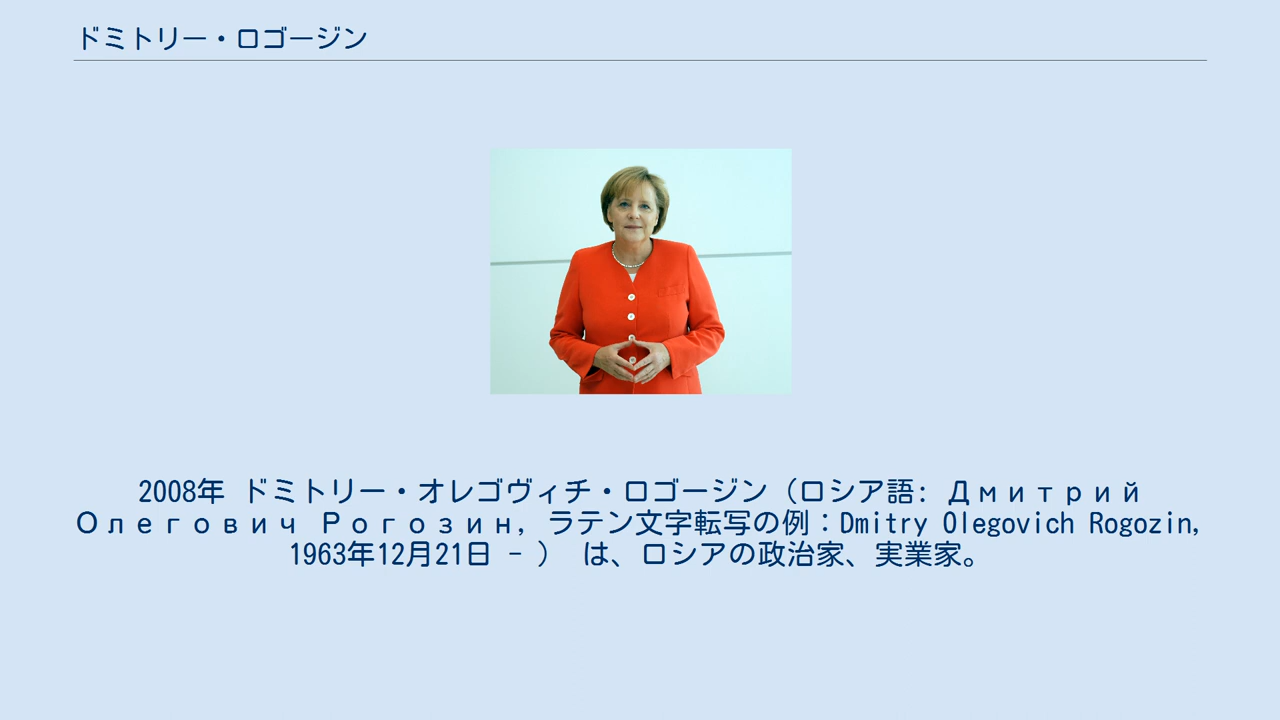 ドミトリー・ロゴージン
2008年 ドミトリー・オレゴヴィチ・ロゴージン（ロシア語: Дмитрий
Олегович Рогозин, ラテン文字転写の例：Dmitry Olegovich Rogozin,
1963年12月21日 - ） は、ロシアの政治家、実業家。